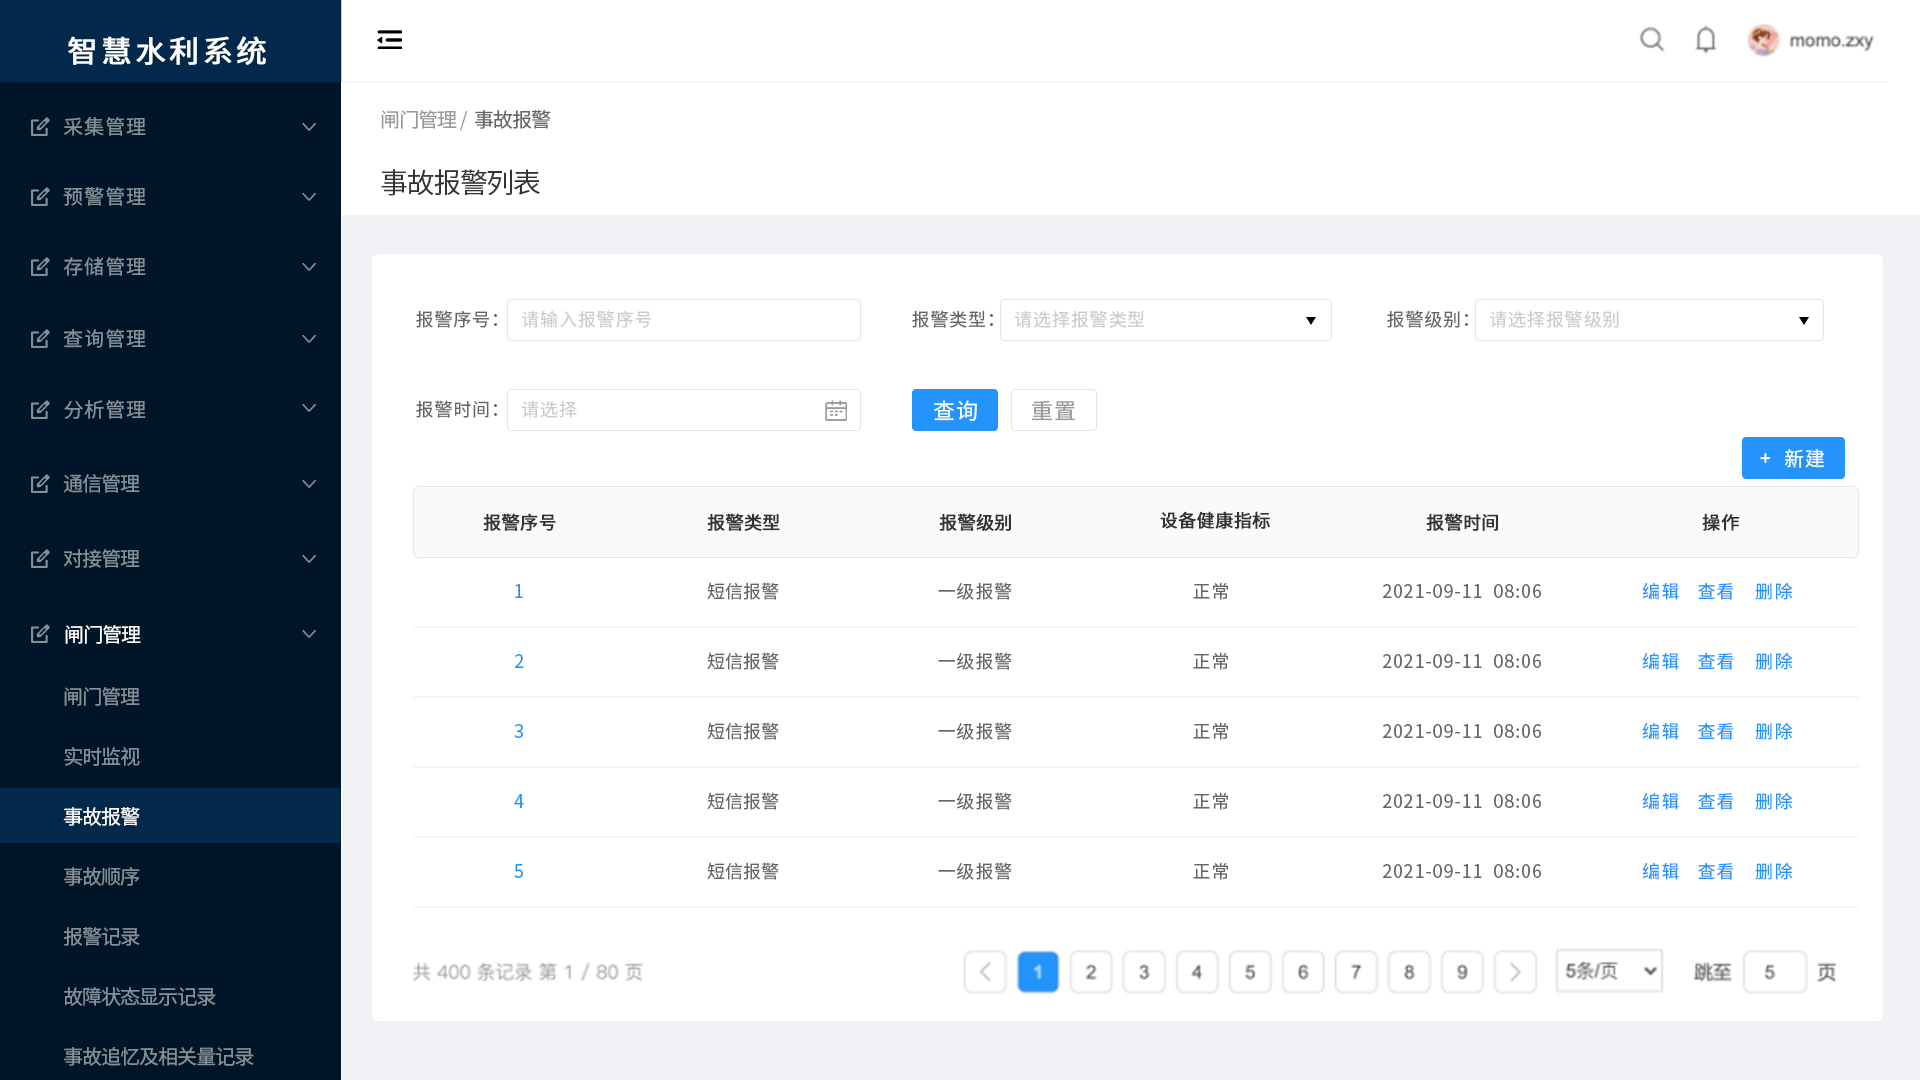 智慧水利系统
momo.zxy
采集管理
预警管理
存储管理
查询管理
分析管理
通信管理
对接管理
闸门管理
闸门管理
实时监视
事故报警
事故顺序
报警记录
故障状态显示记录
事故追忆及相关量记录
闸门管理/ 事故报警
事故报警列表
报警序号: 请输入报警序号 报警类型: 请选择报警类型 报警级别: 请选择报警级别
报警时间: 请选择 查询 重置
+ 新建
报警序号 报警类型 报警级别 设备健康指标 报警时间 操作
1 短信报警 一级报警 正常 2021-09-11 08:06 编辑 查看 删除
2 短信报警 一级报警 正常 2021-09-11 08:06 编辑 查看 删除
3 短信报警 一级报警 正常 2021-09-11 08:06 编辑 查看 删除
4 短信报警 一级报警 正常 2021-09-11 08:06 编辑 查看 删除
5 短信报警 一级报警 正常 2021-09-11 08:06 编辑 查看 删除
共 400 条记录 第 1 / 80 页 1 2 3 4 5 6 7 8 9 5条/页 跳至 5 页